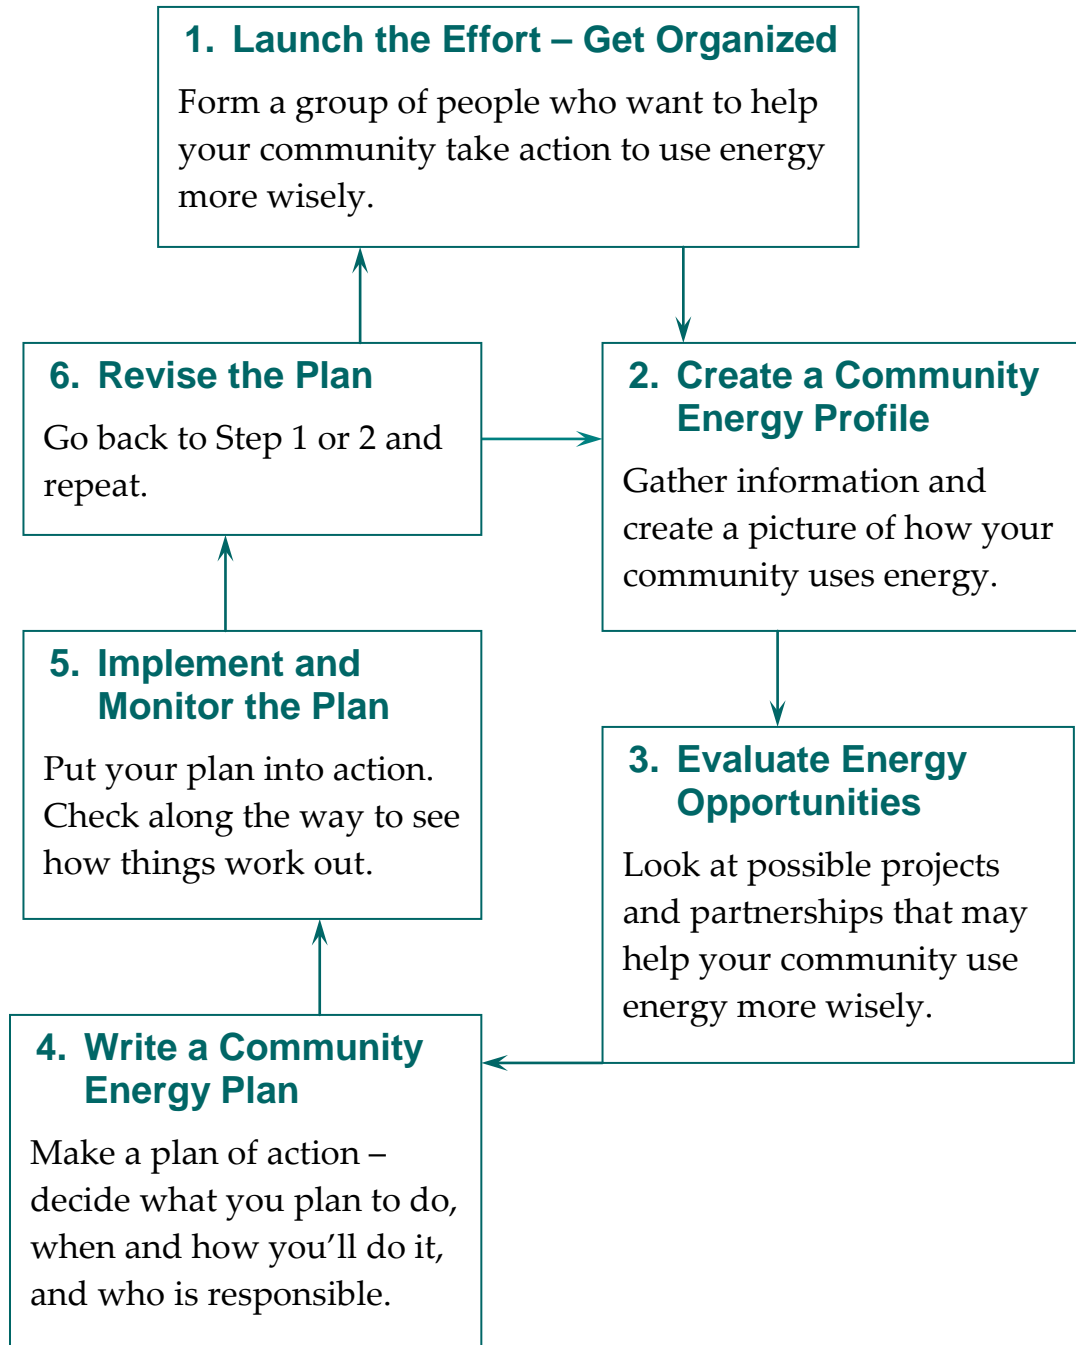 1. Launch the Effort – Get Organized
Form a group of people who want to help
your community take action to use energy
more wisely.
2. Create a Community
Energy Profile
Gather information and
create a picture of how your
community uses energy.
3. Evaluate Energy
Opportunities
Look at possible projects
and partnerships that may
help your community use
energy more wisely.
4. Write a Community
Energy Plan
Make a plan of action –
decide what you plan to do,
when and how you’ll do it,
and who is responsible.
5. Implement and
Monitor the Plan
Put your plan into action.
Check along the way to see
how things work out.
6. Revise the Plan
Go back to Step 1 or 2 and
repeat.